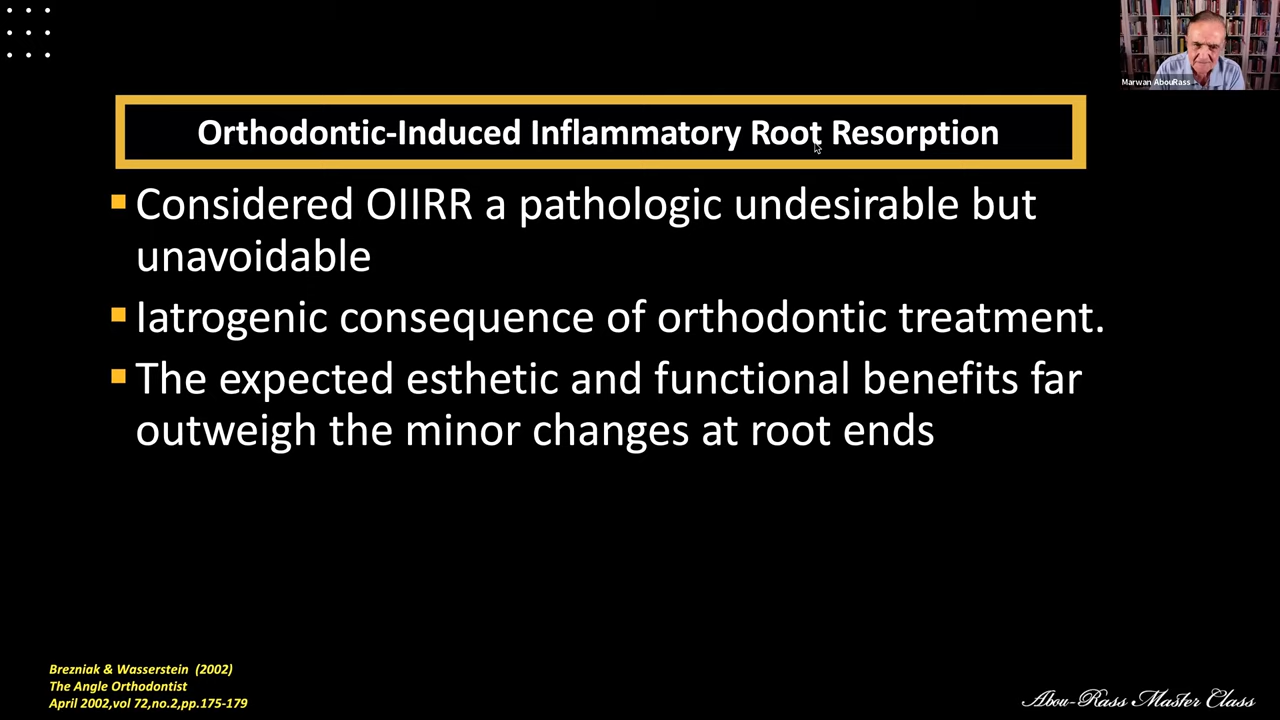 Marwan AbouRass
Orthodontic-Induced Inflammatory Root Resorption
Considered OIIRR a pathologic undesirable but
unavoidable
Iatrogenic consequence of orthodontic treatment.
The expected esthetic and functional benefits far
outweigh the minor changes at root ends
Brezniak & Wasserstein (2002)
The Angle Orthodontist
April 2002,vol 72,no.2,pp.175-179
Abou-Rass Master Class